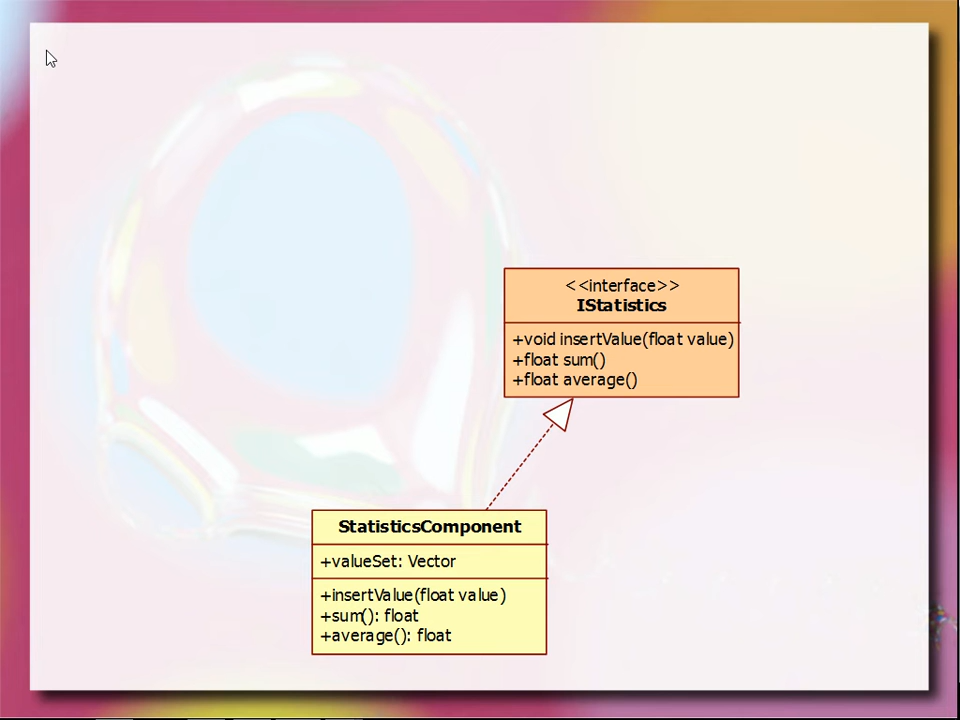 <<interface>>
IStatistics
+void insertValue(float value)
+float sum()
+float average()
StatisticsComponent
+valueSet: Vector
+insertValue(float value)
+sum(): float
+average(): float